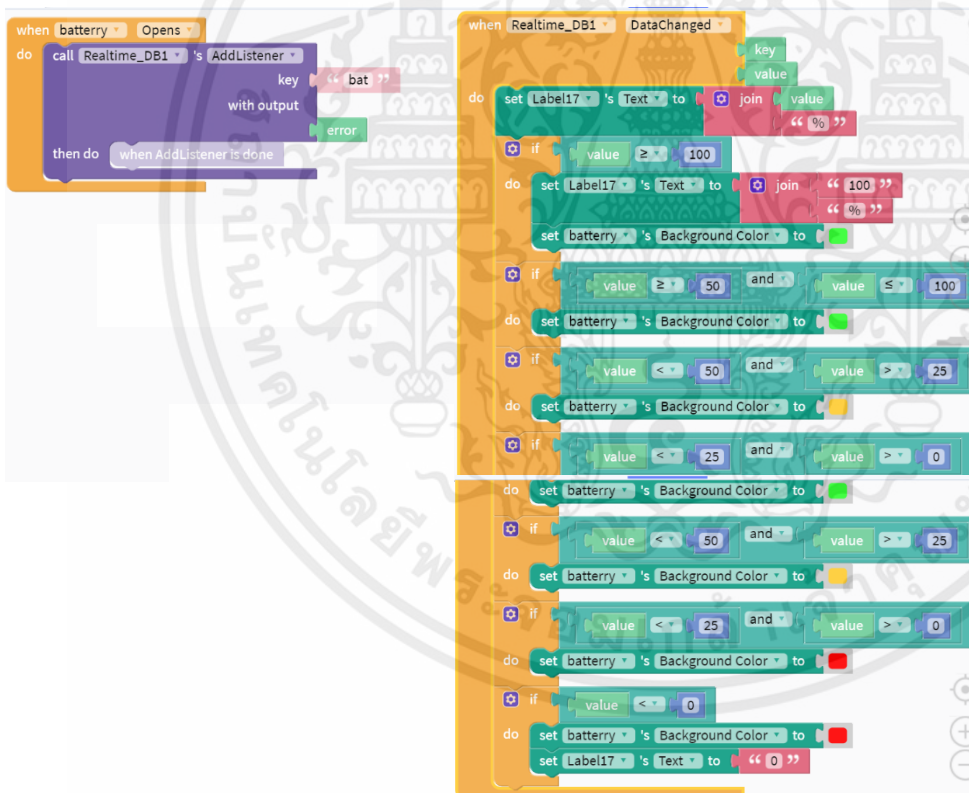 when batterry Opens
do call Realtime_DB1 's AddListener
key “ bat ”
with output
error
then do when AddListener is done
when Realtime_DB1 DataChanged
key
value
do set Label17 's Text to join value
“ % ”
if value ≥ 100
do set Label17 's Text to join “ 100 ”
“ % ”
set batterry 's Background Color to
if value ≥ 50 and value ≤ 100
do set batterry 's Background Color to
if value < 50 and value > 25
do set batterry 's Background Color to
if value < 25 and value > 0
do set batterry 's Background Color to
if value < 50 and value > 25
do set batterry 's Background Color to
if value < 25 and value > 0
do set batterry 's Background Color to
if value < 0
do set batterry 's Background Color to
set Label17 's Text to “ 0 ”